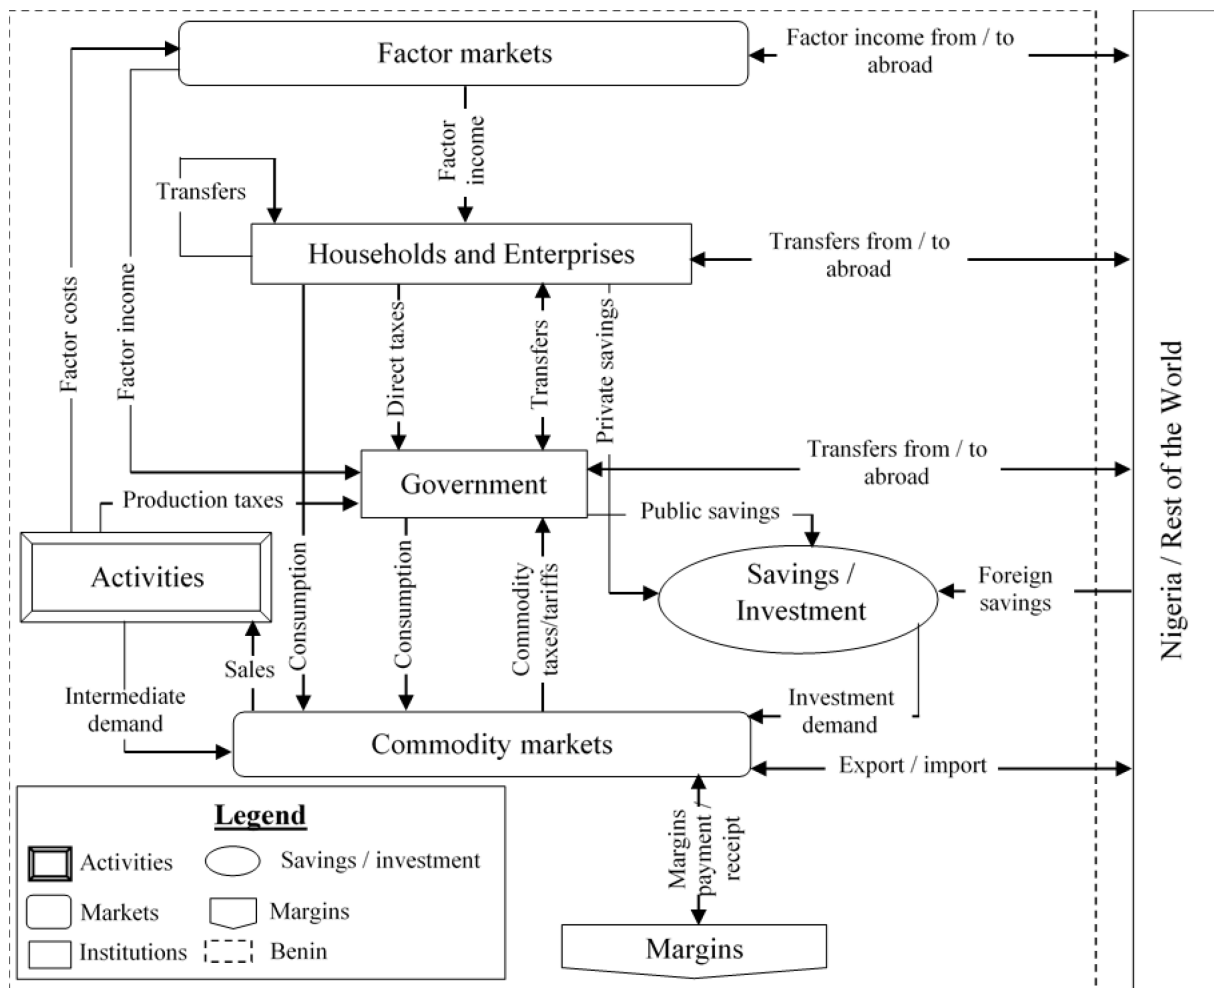 Factor markets
Factor income from / to
abroad
Factor
income
Transfers
Households and Enterprises
Transfers from / to
abroad
Factor costs
Factor income
Direct taxes
Transfers
Private savings
Nigeria / Rest of the World
Transfers from / to
abroad
Government
Production taxes
Public savings
Activities
Savings /
Investment
Foreign
savings
Consumption
Consumption
Commodity
taxes/tariffs
Sales
Intermediate
demand
Investment
demand
Commodity markets
Export / import
Margins
payment /
receipt
Margins
Legend
Activities
Savings / investment
Markets
Margins
Institutions
Benin